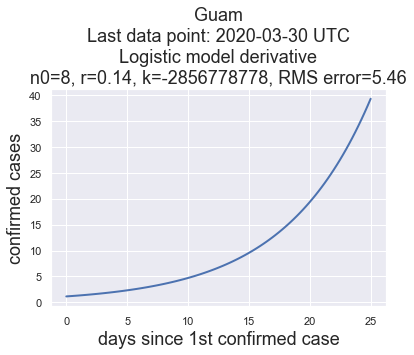 Guam
Last data point: 2020-03-30 UTC
Logistic model derivative
n0=8, r=0.14, k=-2856778778, RMS error=5.46
confirmed cases
40
35
30
25
20
15
10
5
0
0 5 10 15 20 25
days since 1st confirmed case